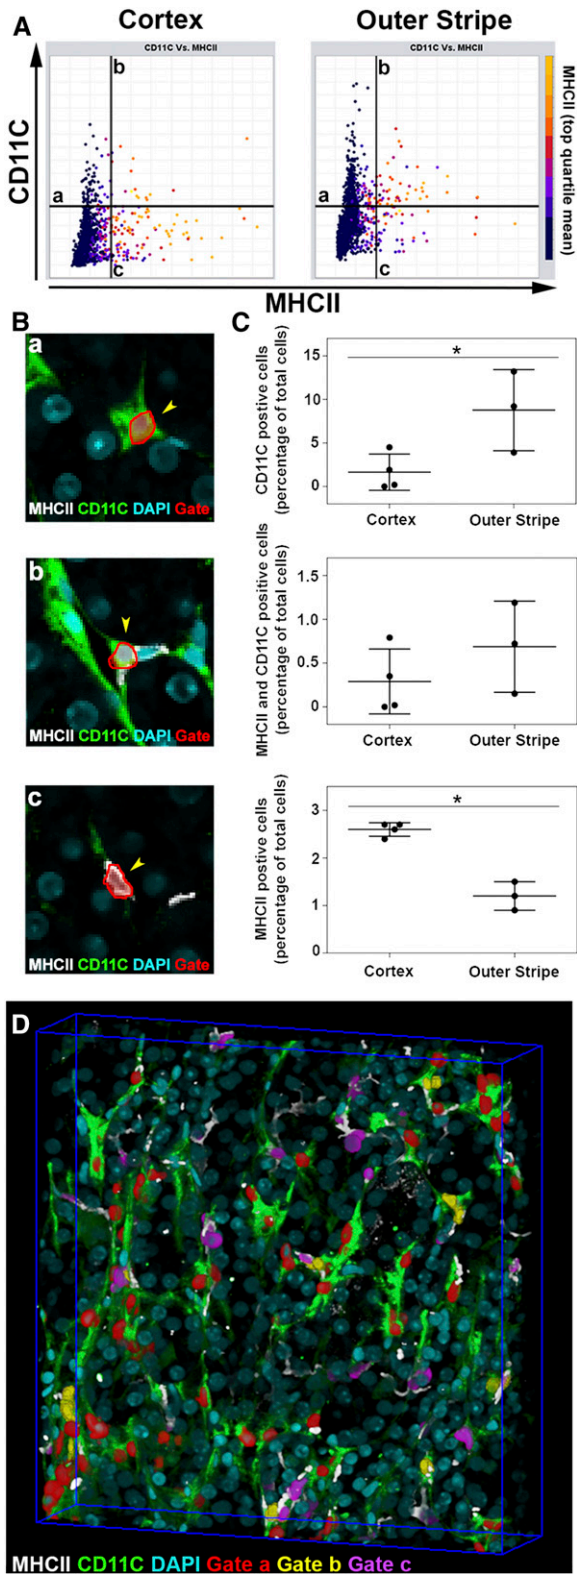 A
Cortex
Outer Stripe
CD11C Vs. MHCII
CD11C Vs. MHCII
b
b
a
a
c
c
CD11C
MHCII
MHCII (top quartile mean)
B
a
MHCII CD11C DAPI Gate
b
MHCII CD11C DAPI Gate
c
MHCII CD11C DAPI Gate
C
CD11C postive cells
(percentage of total cells)
15
10
5
0
*
Cortex
Outer Stripe
MHCII and CD11C positive cells
(percentage of total cells)
1.5
1.0
0.5
0
Cortex
Outer Stripe
MHCII postive cells
(percentage of total cells)
3
2
1
0
*
Cortex
Outer Stripe
D
MHCII CD11C DAPI Gate a Gate b Gate c